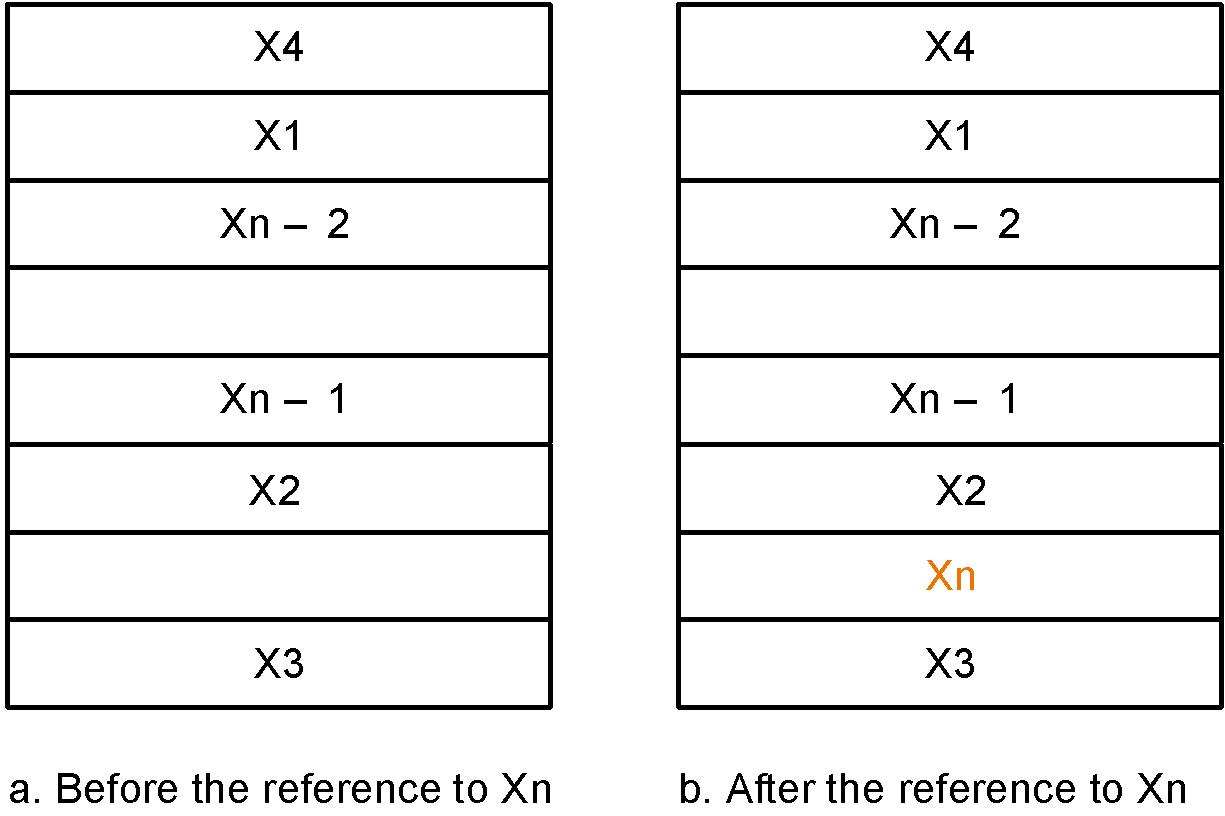 X4
X1
Xn – 2
Xn – 1
X2
X3
a. Before the reference to Xn
X4
X1
Xn – 2
Xn – 1
X2
Xn
X3
b. After the reference to Xn